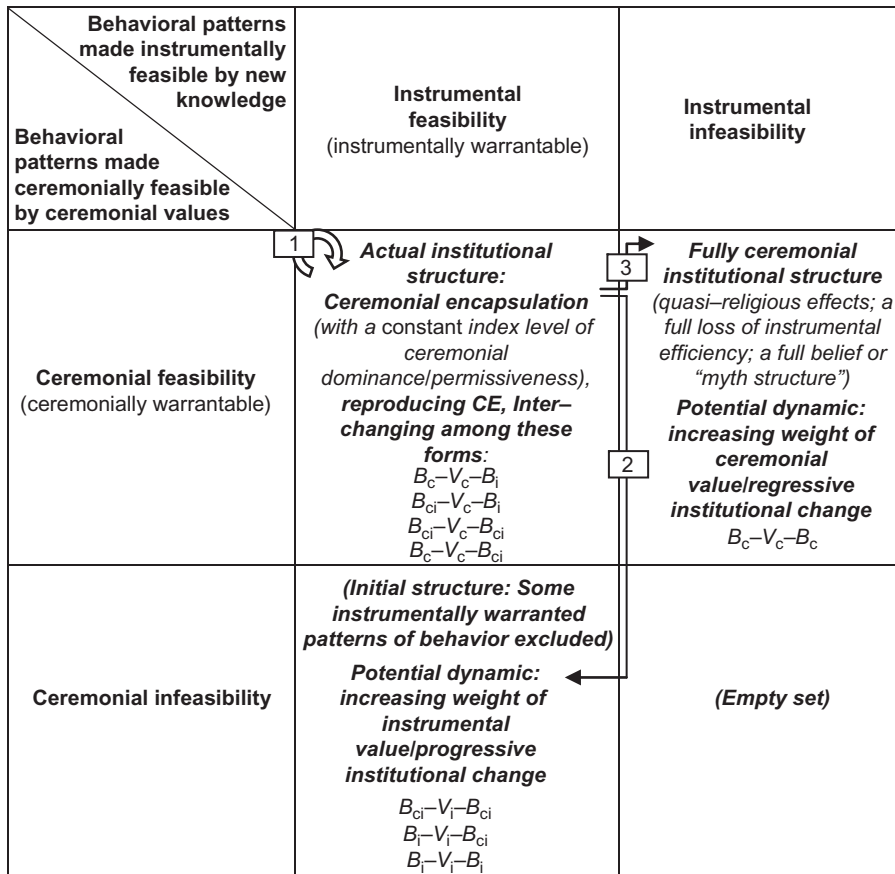 Behavioral patterns
made instrumentally
feasible by new
knowledge
Behavioral
patterns made
ceremonially feasible
by ceremonial values
Instrumental
feasibility
(instrumentally warrantable)
Instrumental
infeasibility
Ceremonial feasibility
(ceremonially warrantable)
1
Actual institutional
structure:
Ceremonial encapsulation
(with a constant index level of
ceremonial
dominance/permissiveness),
reproducing CE, Inter–
changing among these
forms:
Bc–Vc–Bi
Bci–Vc–Bi
Bci–Vc–Bci
Bc–Vc–Bci
3
2
Fully ceremonial
institutional structure
(quasi–religious effects; a
full loss of instrumental
efficiency; a full belief or
“myth structure”)
Potential dynamic:
increasing weight of
ceremonial
value/regressive
institutional change
Bc–Vc–Bc
Ceremonial infeasibility
(Initial structure: Some
instrumentally warranted
patterns of behavior excluded)
Potential dynamic:
increasing weight of
instrumental
value/progressive
institutional change
Bci–Vi–Bci
Bi–Vi–Bci
Bi–Vi–Bi
(Empty set)